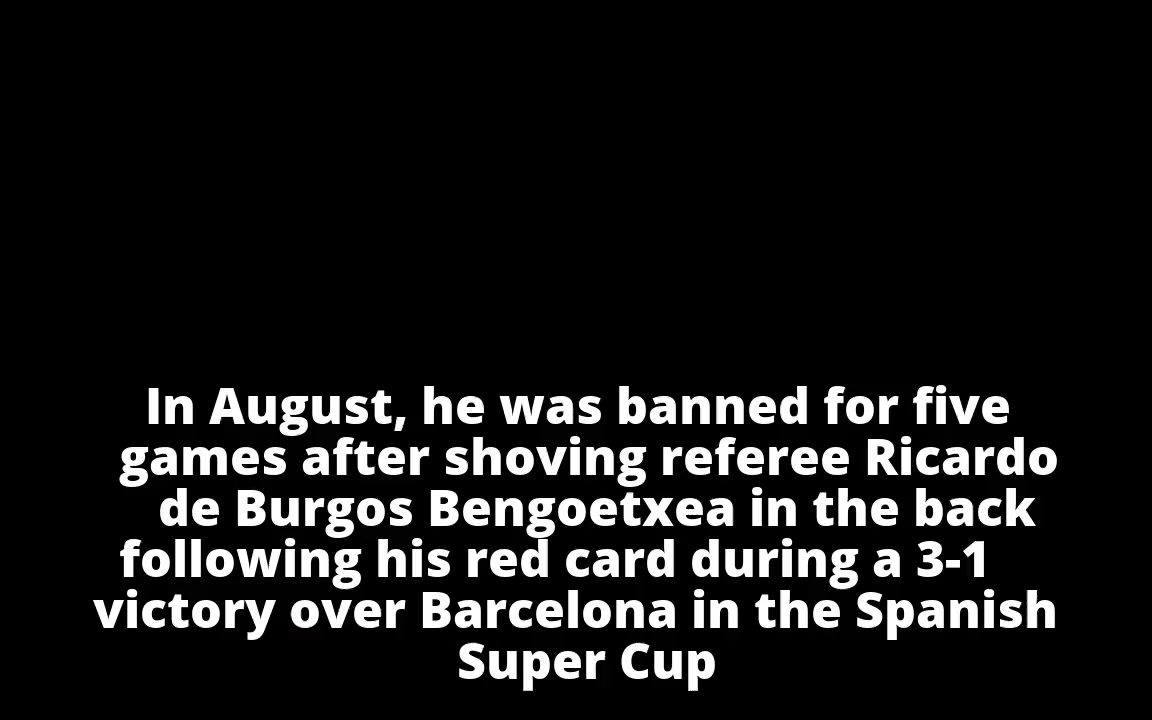 In August, he was banned for five
games after shoving referee Ricardo
de Burgos Bengoetxea in the back
following his red card during a 3-1
victory over Barcelona in the Spanish
Super Cup